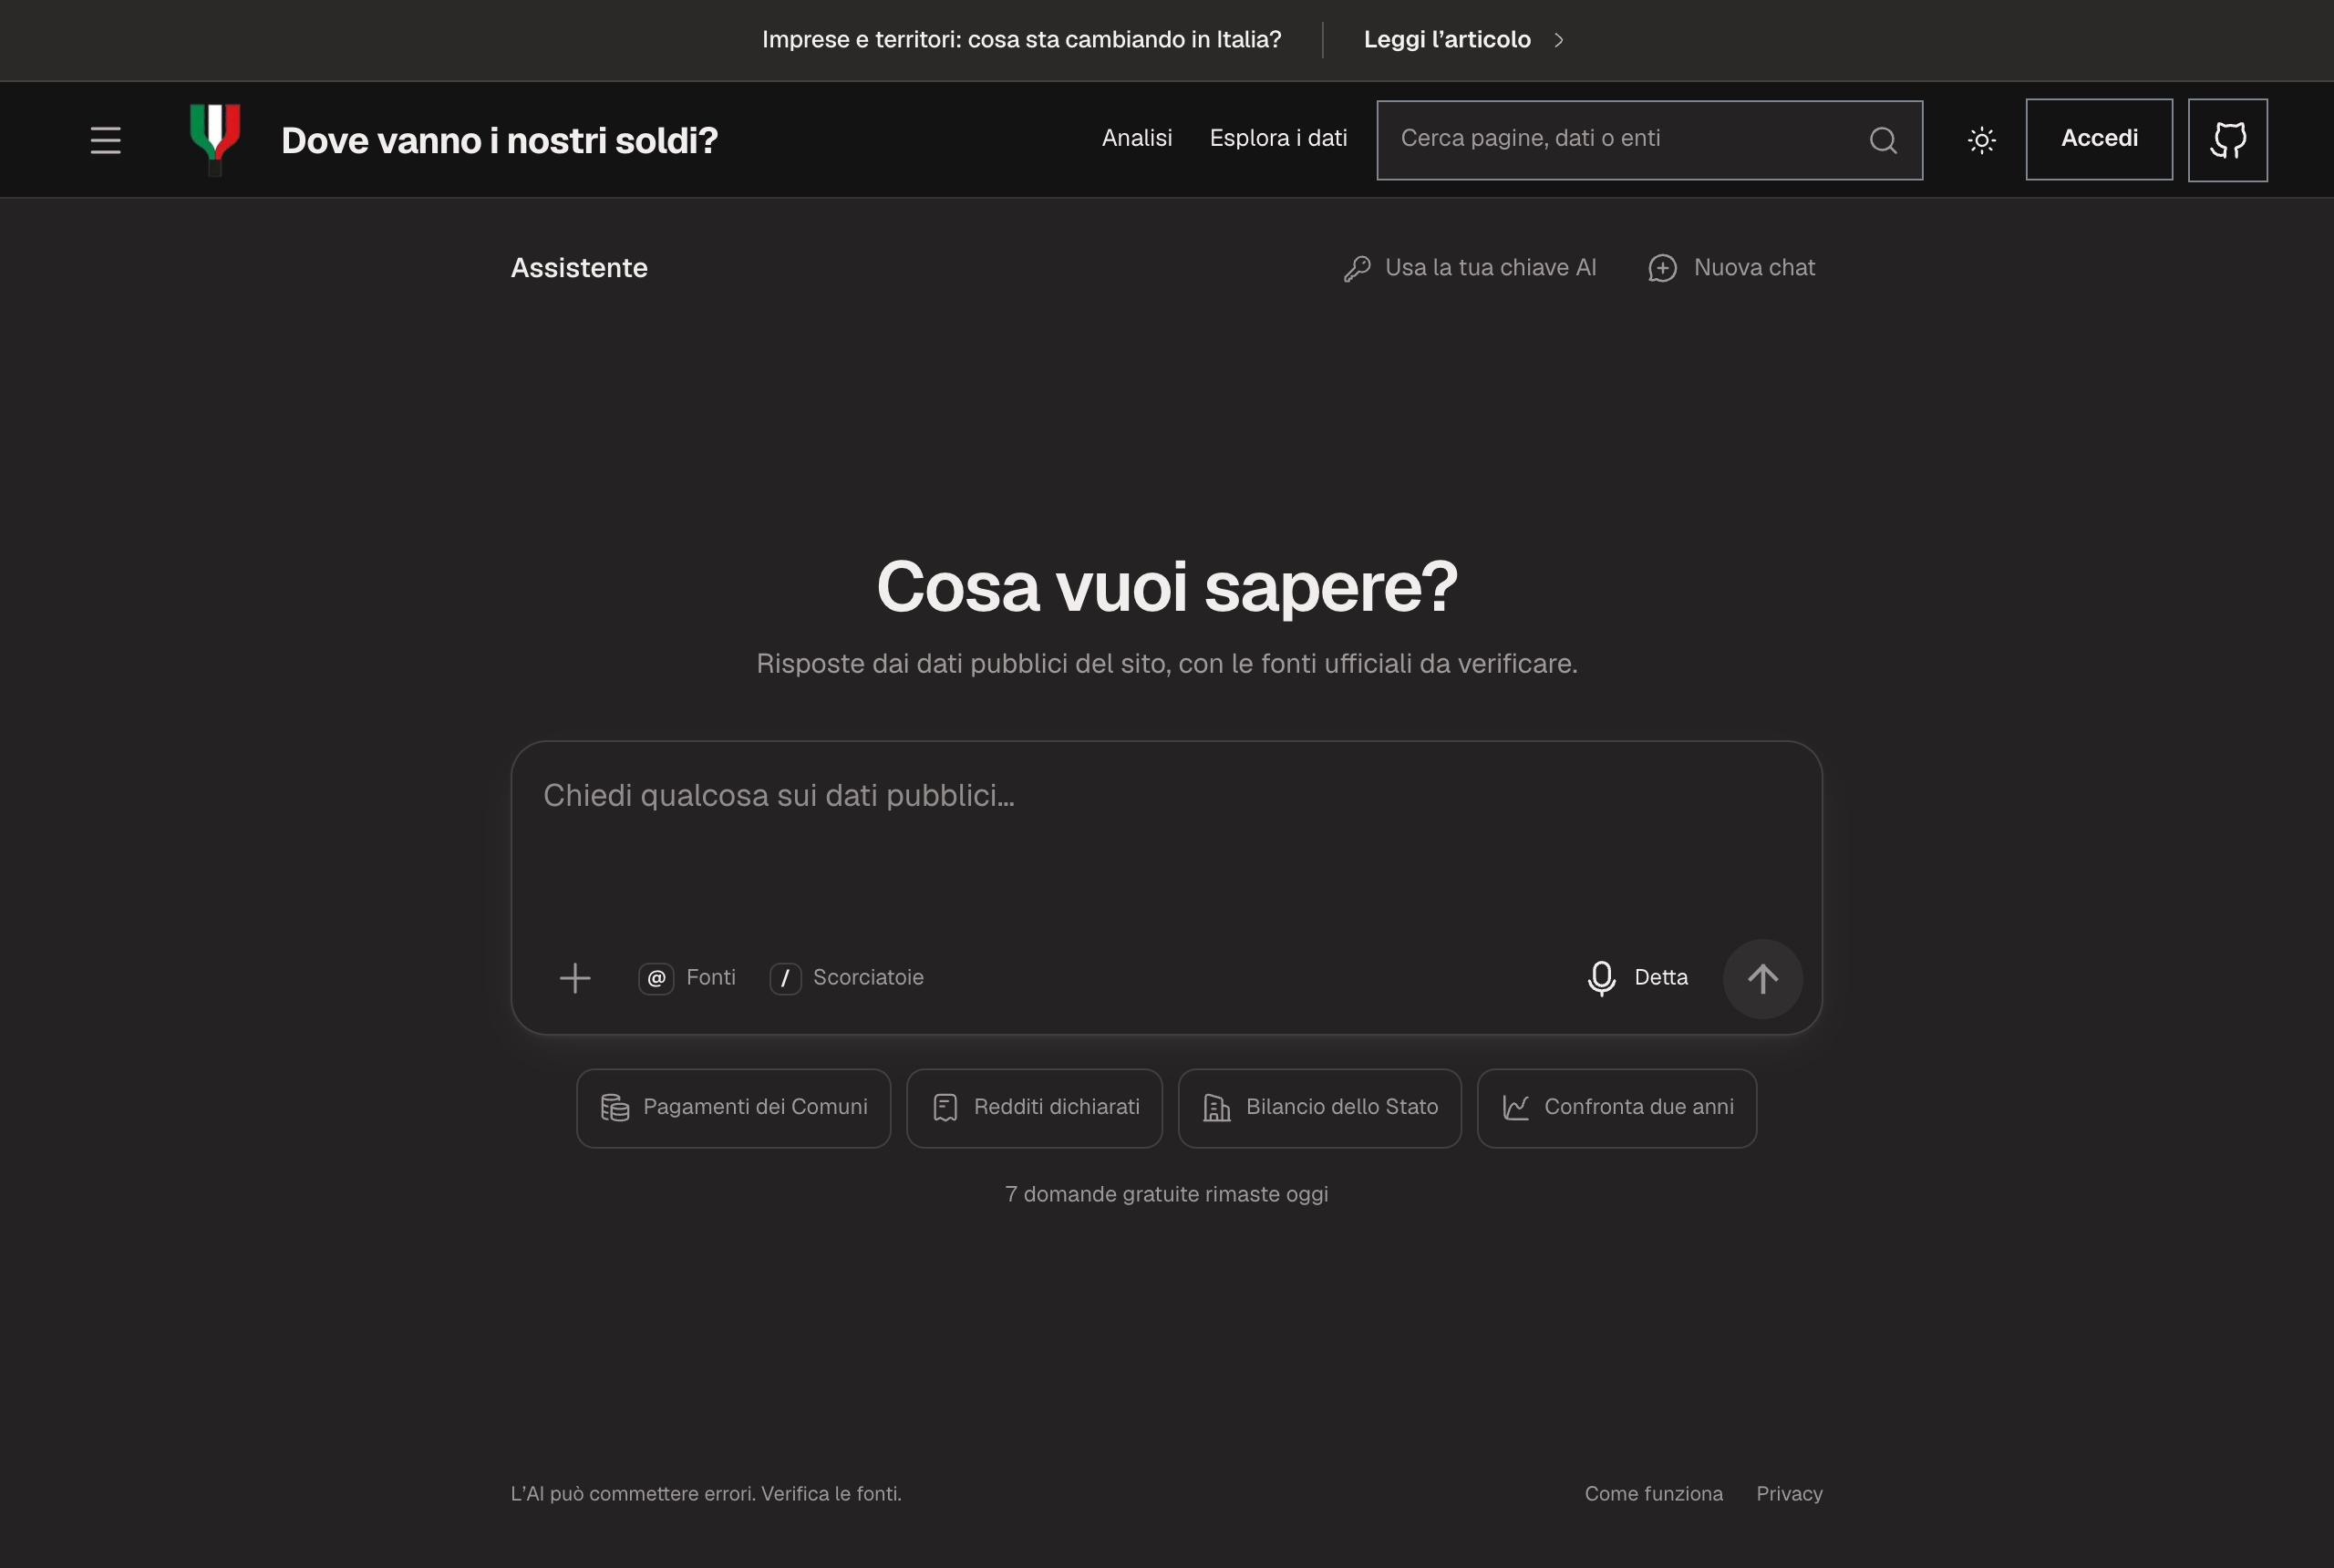 Imprese e territori: cosa sta cambiando in Italia?
Leggi l’articolo
Dove vanno i nostri soldi?
Analisi
Esplora i dati
Cerca pagine, dati o enti
Accedi
Assistente
Usa la tua chiave AI
Nuova chat
Cosa vuoi sapere?
Risposte dai dati pubblici del sito, con le fonti ufficiali da verificare.
Chiedi qualcosa sui dati pubblici…
@ Fonti
/ Scorciatoie
Detta
Pagamenti dei Comuni
Redditi dichiarati
Bilancio dello Stato
Confronta due anni
7 domande gratuite rimaste oggi
L’AI può commettere errori. Verifica le fonti.
Come funziona
Privacy